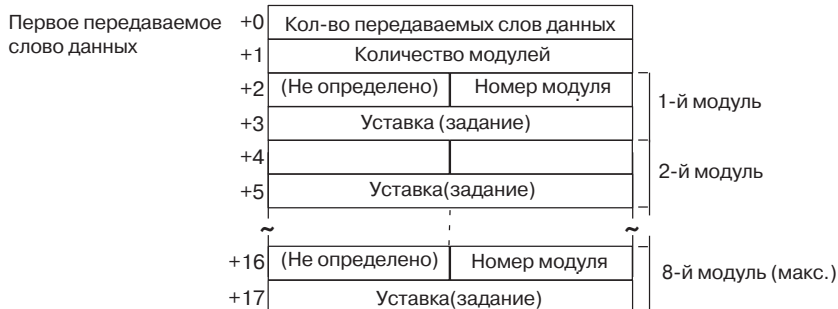 Первое передаваемое
слово данных
+0 Кол-во передаваемых слов данных
+1 Количество модулей
+2 (Не определено) Номер модуля
+3 Уставка (задание)
1-й модуль
+4
+5 Уставка(задание)
2-й модуль
~ ~
+16 (Не определено) Номер модуля
+17 Уставка(задание)
8-й модуль (макс.)